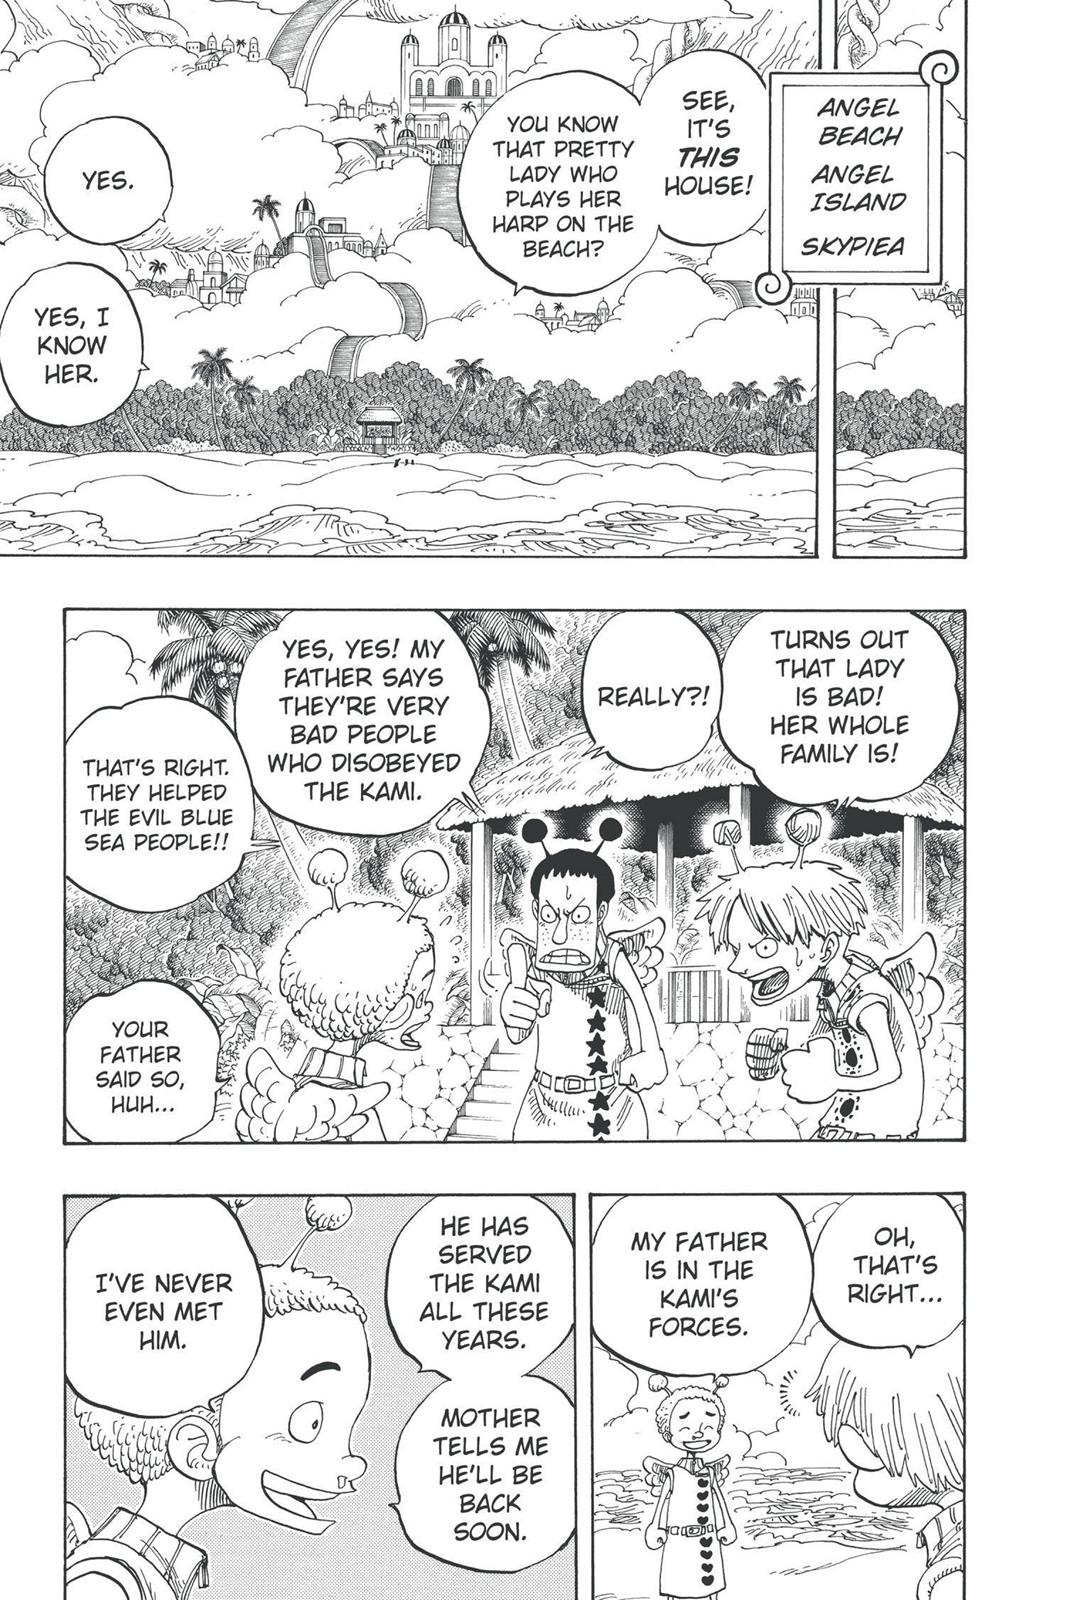 ANGEL
BEACH
ANGEL
ISLAND
SKYPIEA
SEE,
IT'S
THIS
HOUSE!
YOU KNOW
THAT PRETTY
LADY WHO
PLAYS HER
HARP ON THE
BEACH?
YES.
YES, I
KNOW
HER.
TURNS OUT
THAT LADY
IS BAD!
HER WHOLE
FAMILY IS!
REALLY?!
YES, YES! MY
FATHER SAYS
THEY'RE VERY
BAD PEOPLE
WHO DISOBEYED
THE KAMI.
THAT'S RIGHT.
THEY HELPED
THE EVIL BLUE
SEA PEOPLE!!
YOUR
FATHER
SAID SO,
HUH...
OH,
THAT'S
RIGHT...
MY FATHER
IS IN THE
KAMI'S
FORCES.
HE HAS
SERVED
THE KAMI
ALL THESE
YEARS.
MOTHER
TELLS ME
HE'LL BE
BACK
SOON.
I'VE NEVER
EVEN MET
HIM.